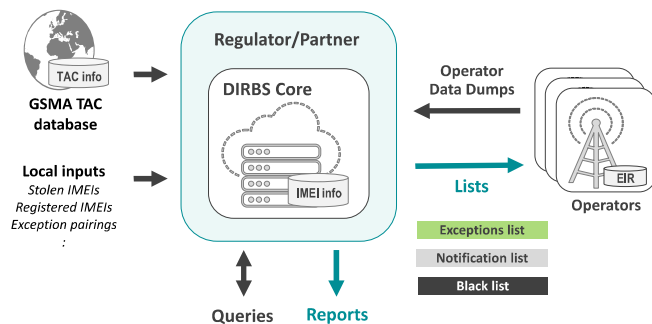 TAC info
GSMA TAC
database
Local inputs
Stolen IMEIs
Registered IMEIs
Exception pairings
:
Regulator/Partner
DIRBS Core
IMEI info
Queries
Reports
Operator
Data Dumps
Lists
EIR
Operators
Exceptions list
Notification list
Black list